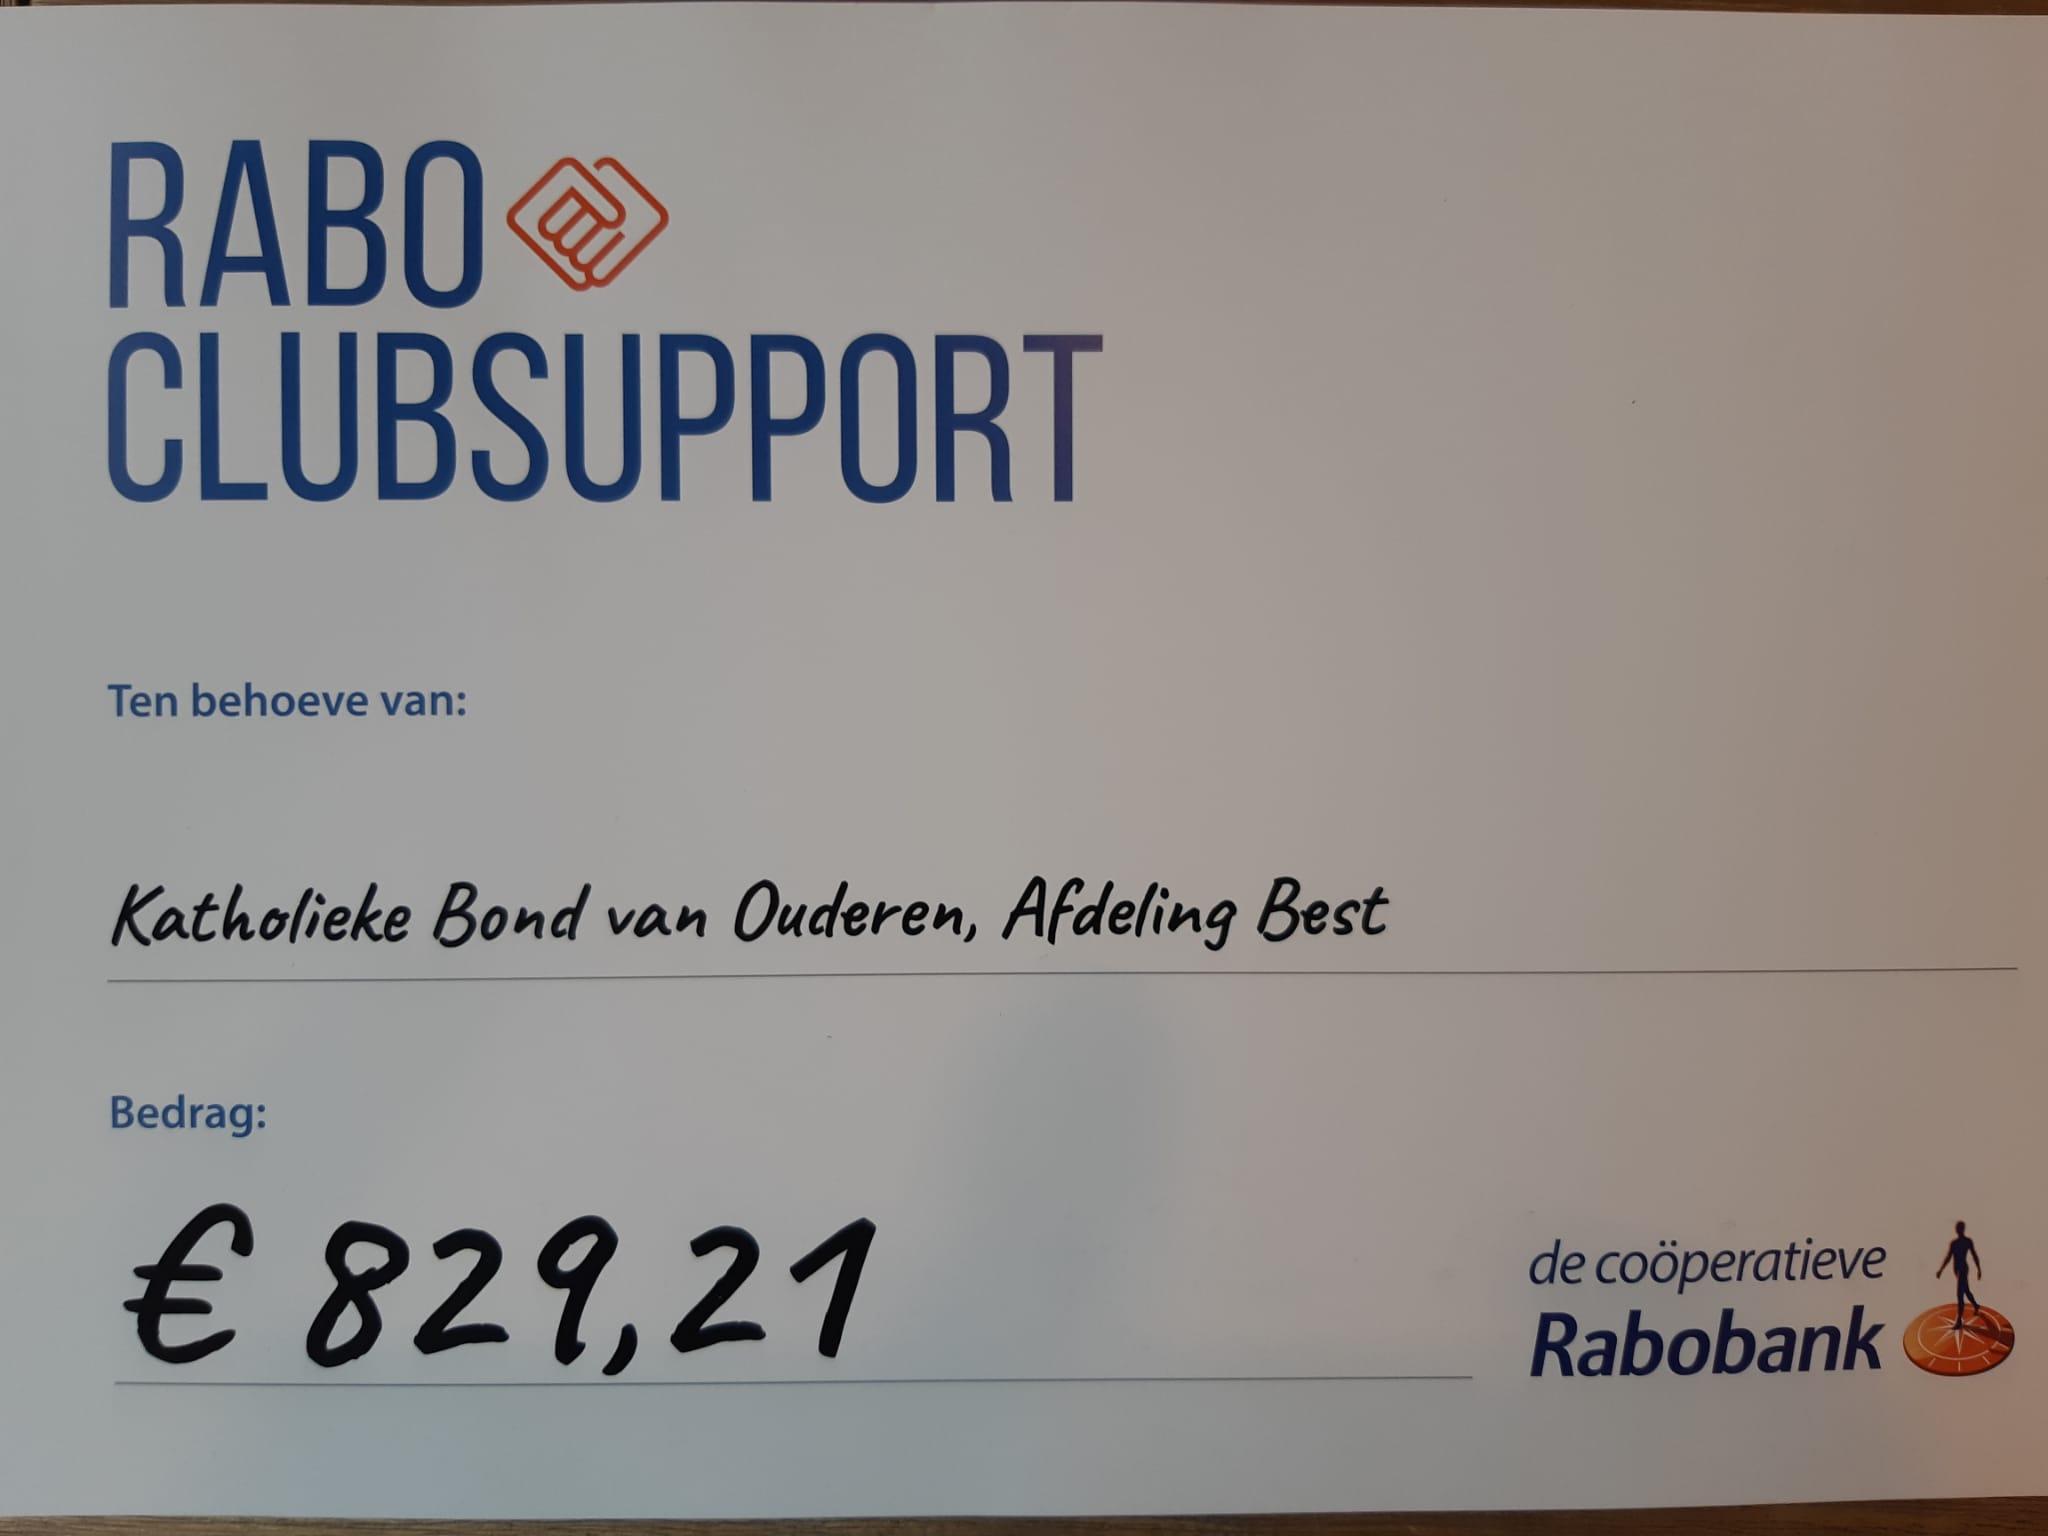 RABO
CLUBSUPPORT
Ten behoeve van:
Katholieke Bond van Ouderen, Afdeling Best
Bedrag:
€ 829,21
de coöperatieve
Rabobank